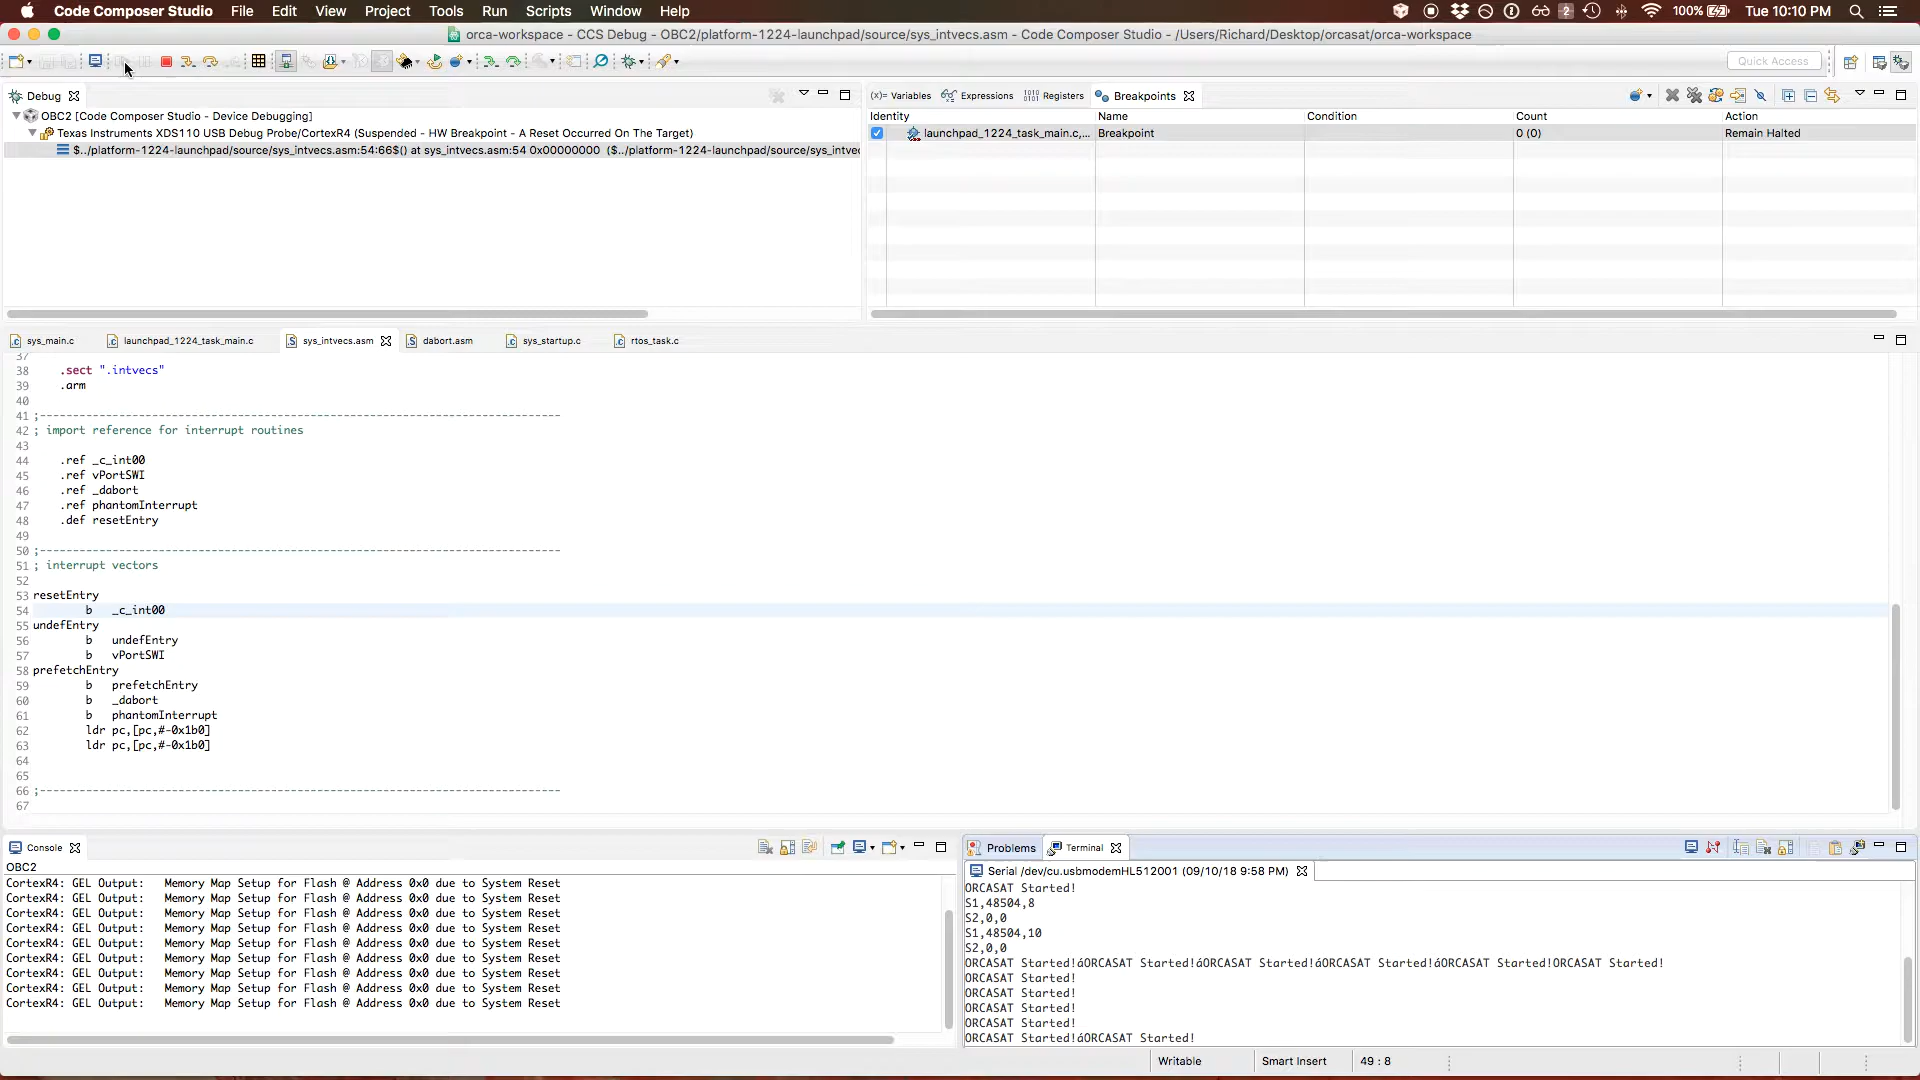 Code Composer Studio File Edit View Project Tools Run Scripts Window Help 2 100% Tue 10:10 PM
orca-workspace - CCS Debug - OBC2/platform-1224-launchpad/source/sys_intvecs.asm - Code Composer Studio - /Users/Richard/Desktop/orcasat/orca-workspace
Quick Access
Debug
(x)= Variables Expressions Registers Breakpoints
OBC2 [Code Composer Studio - Device Debugging]
Identity Name Condition Count Action
Texas Instruments XDS110 USB Debug Probe/CortexR4 (Suspended - HW Breakpoint - A Reset Occurred On The Target)
launchpad_1224_task_main.c,... Breakpoint 0 (0) Remain Halted
$../platform-1224-launchpad/source/sys_intvecs.asm:54:66$() at sys_intvecs.asm:54 0x00000000 ($../platform-1224-launchpad/source/sys_intvec
sys_main.c launchpad_1224_task_main.c sys_intvecs.asm dabort.asm sys_startup.c rtos_task.c
37
38 .sect ".intvecs"
39 .arm
40
41 ;-------------------------------------------------------------------------------
42 ; import reference for interrupt routines
43
44 .ref _c_int00
45 .ref vPortSWI
46 .ref _dabort
47 .ref phantomInterrupt
48 .def resetEntry
49
50 ;-------------------------------------------------------------------------------
51 ; interrupt vectors
52
53 resetEntry
54 b _c_int00
55 undefEntry
56 b undefEntry
57 b vPortSWI
58 prefetchEntry
59 b prefetchEntry
60 b _dabort
61 b phantomInterrupt
62 ldr pc,[pc,#-0x1b0]
63 ldr pc,[pc,#-0x1b0]
64
65
66 ;-------------------------------------------------------------------------------
67
Console
OBC2
CortexR4: GEL Output: Memory Map Setup for Flash @ Address 0x0 due to System Reset
CortexR4: GEL Output: Memory Map Setup for Flash @ Address 0x0 due to System Reset
CortexR4: GEL Output: Memory Map Setup for Flash @ Address 0x0 due to System Reset
CortexR4: GEL Output: Memory Map Setup for Flash @ Address 0x0 due to System Reset
CortexR4: GEL Output: Memory Map Setup for Flash @ Address 0x0 due to System Reset
CortexR4: GEL Output: Memory Map Setup for Flash @ Address 0x0 due to System Reset
CortexR4: GEL Output: Memory Map Setup for Flash @ Address 0x0 due to System Reset
CortexR4: GEL Output: Memory Map Setup for Flash @ Address 0x0 due to System Reset
CortexR4: GEL Output: Memory Map Setup for Flash @ Address 0x0 due to System Reset
Problems Terminal
Serial /dev/cu.usbmodemHL512001 (09/10/18 9:58 PM)
ORCASAT Started!
S1,48504,8
S2,0,0
S1,48504,10
S2,0,0
ORCASAT Started!áORCASAT Started!áORCASAT Started!áORCASAT Started!áORCASAT Started!ORCASAT Started!
ORCASAT Started!
ORCASAT Started!
ORCASAT Started!
ORCASAT Started!
ORCASAT Started!áORCASAT Started!
Writable Smart Insert 49 : 8